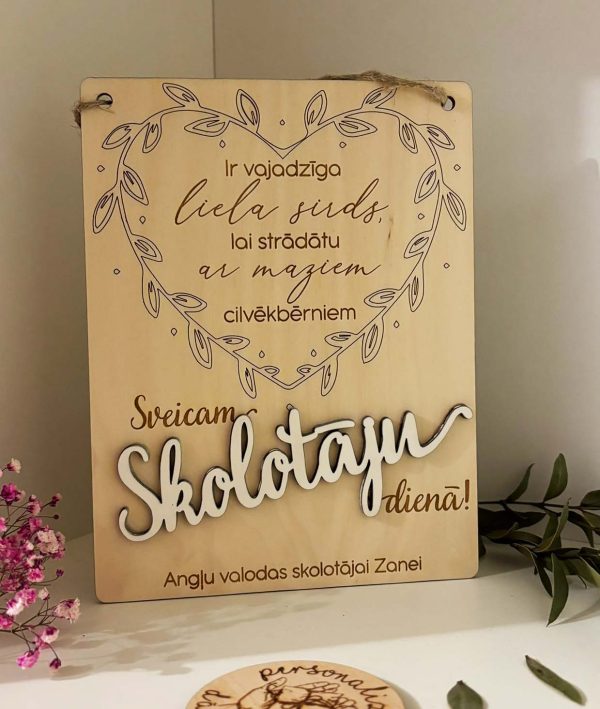 Ir vajadzīga
liela sirds,
lai strādātu
ar maziem
cilvēkbērniem
Sveicam
Skolotāju
dienā!
Angļu valodas skolotājai Zanei